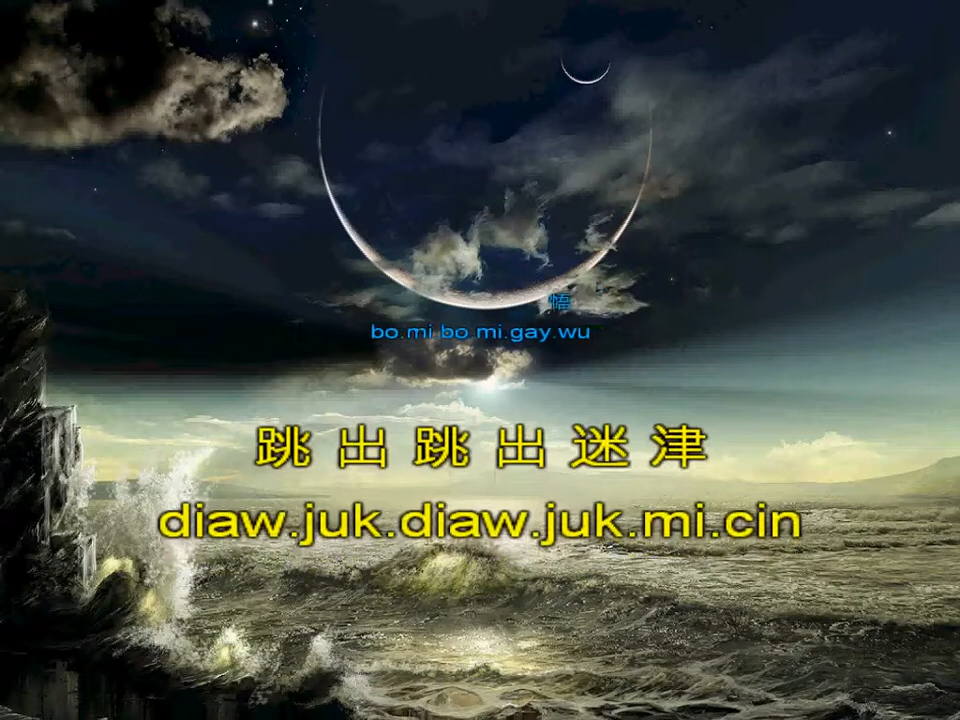 悟
bo.mi bo mi.gay.wu
跳出跳出迷津
diaw.juk.diaw.juk.mi.cin